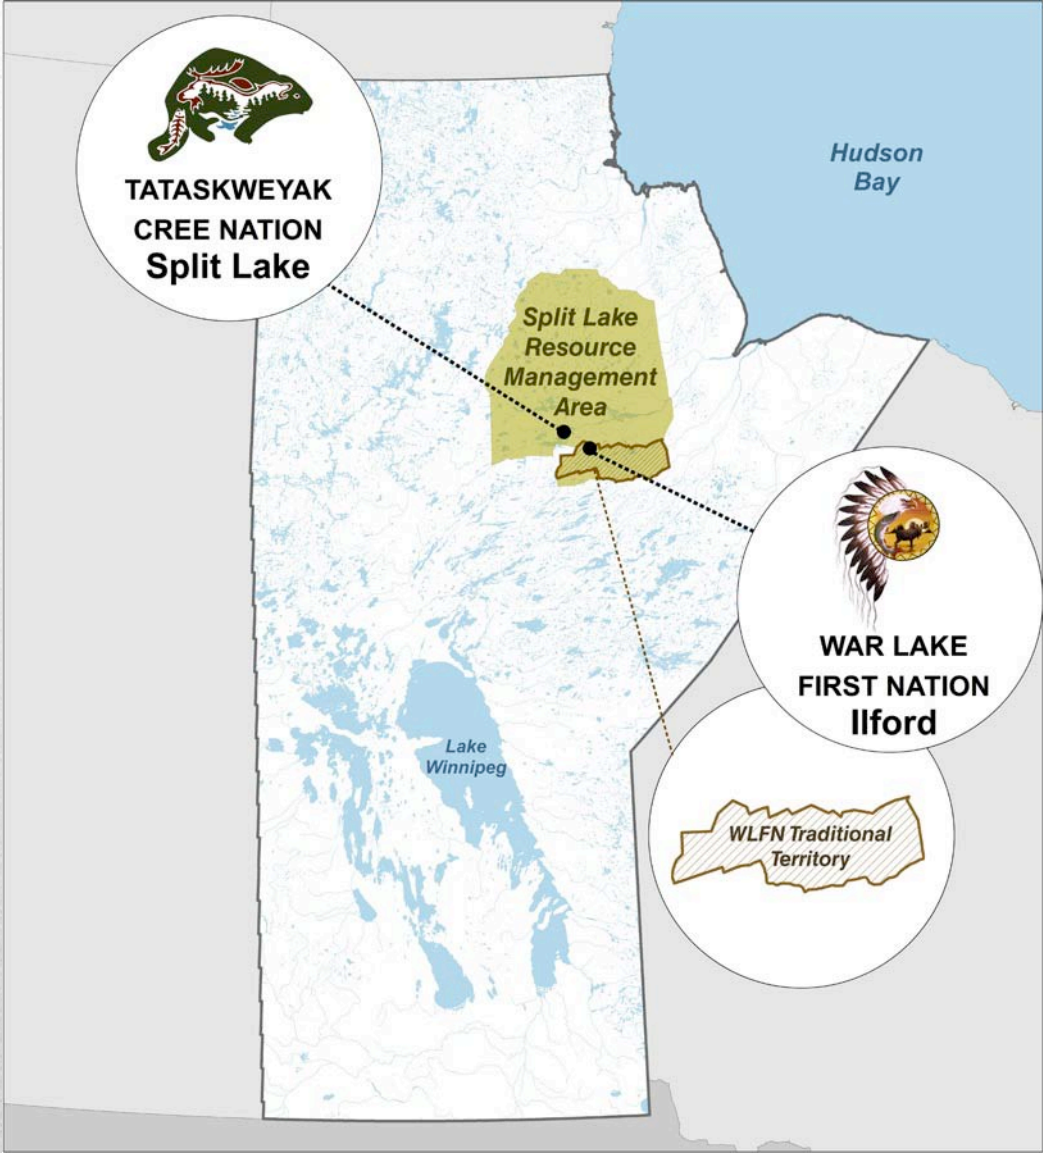 TATASKWEYAK
CREE NATION
Split Lake
Hudson
Bay
Split Lake
Resource
Management
Area
WAR LAKE
FIRST NATION
Ilford
Lake
Winnipeg
WLFN Traditional
Territory